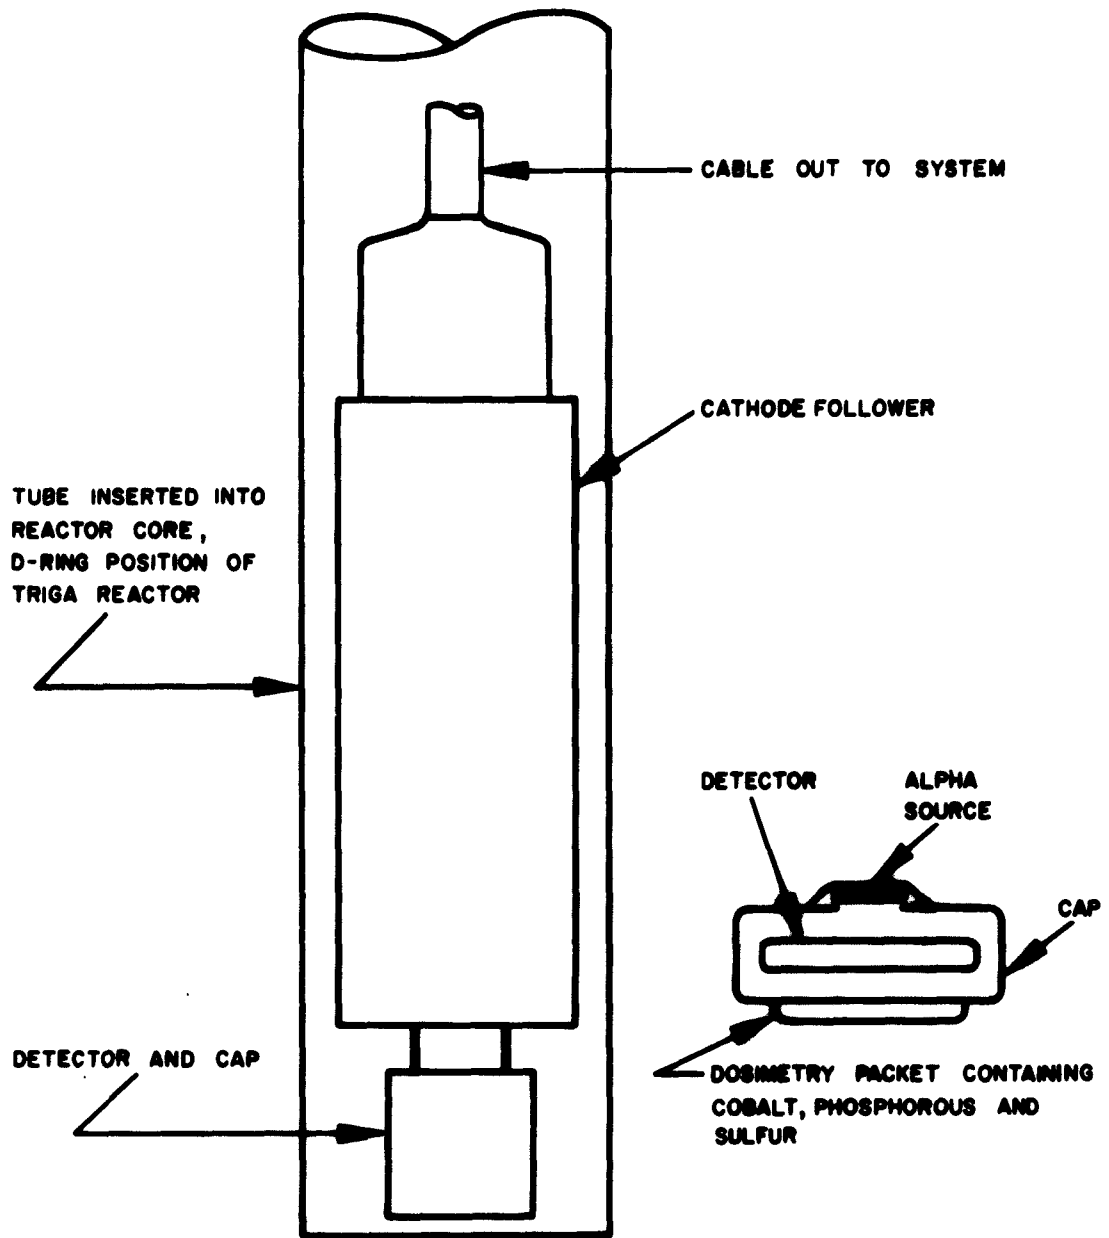 CABLE OUT TO SYSTEM
CATHODE FOLLOWER
TUBE INSERTED INTO
REACTOR CORE,
D-RING POSITION OF
TRIGA REACTOR
DETECTOR
ALPHA
SOURCE
CAP
DETECTOR AND CAP
DOSIMETRY PACKET CONTAINING
COBALT, PHOSPHOROUS AND
SULFUR